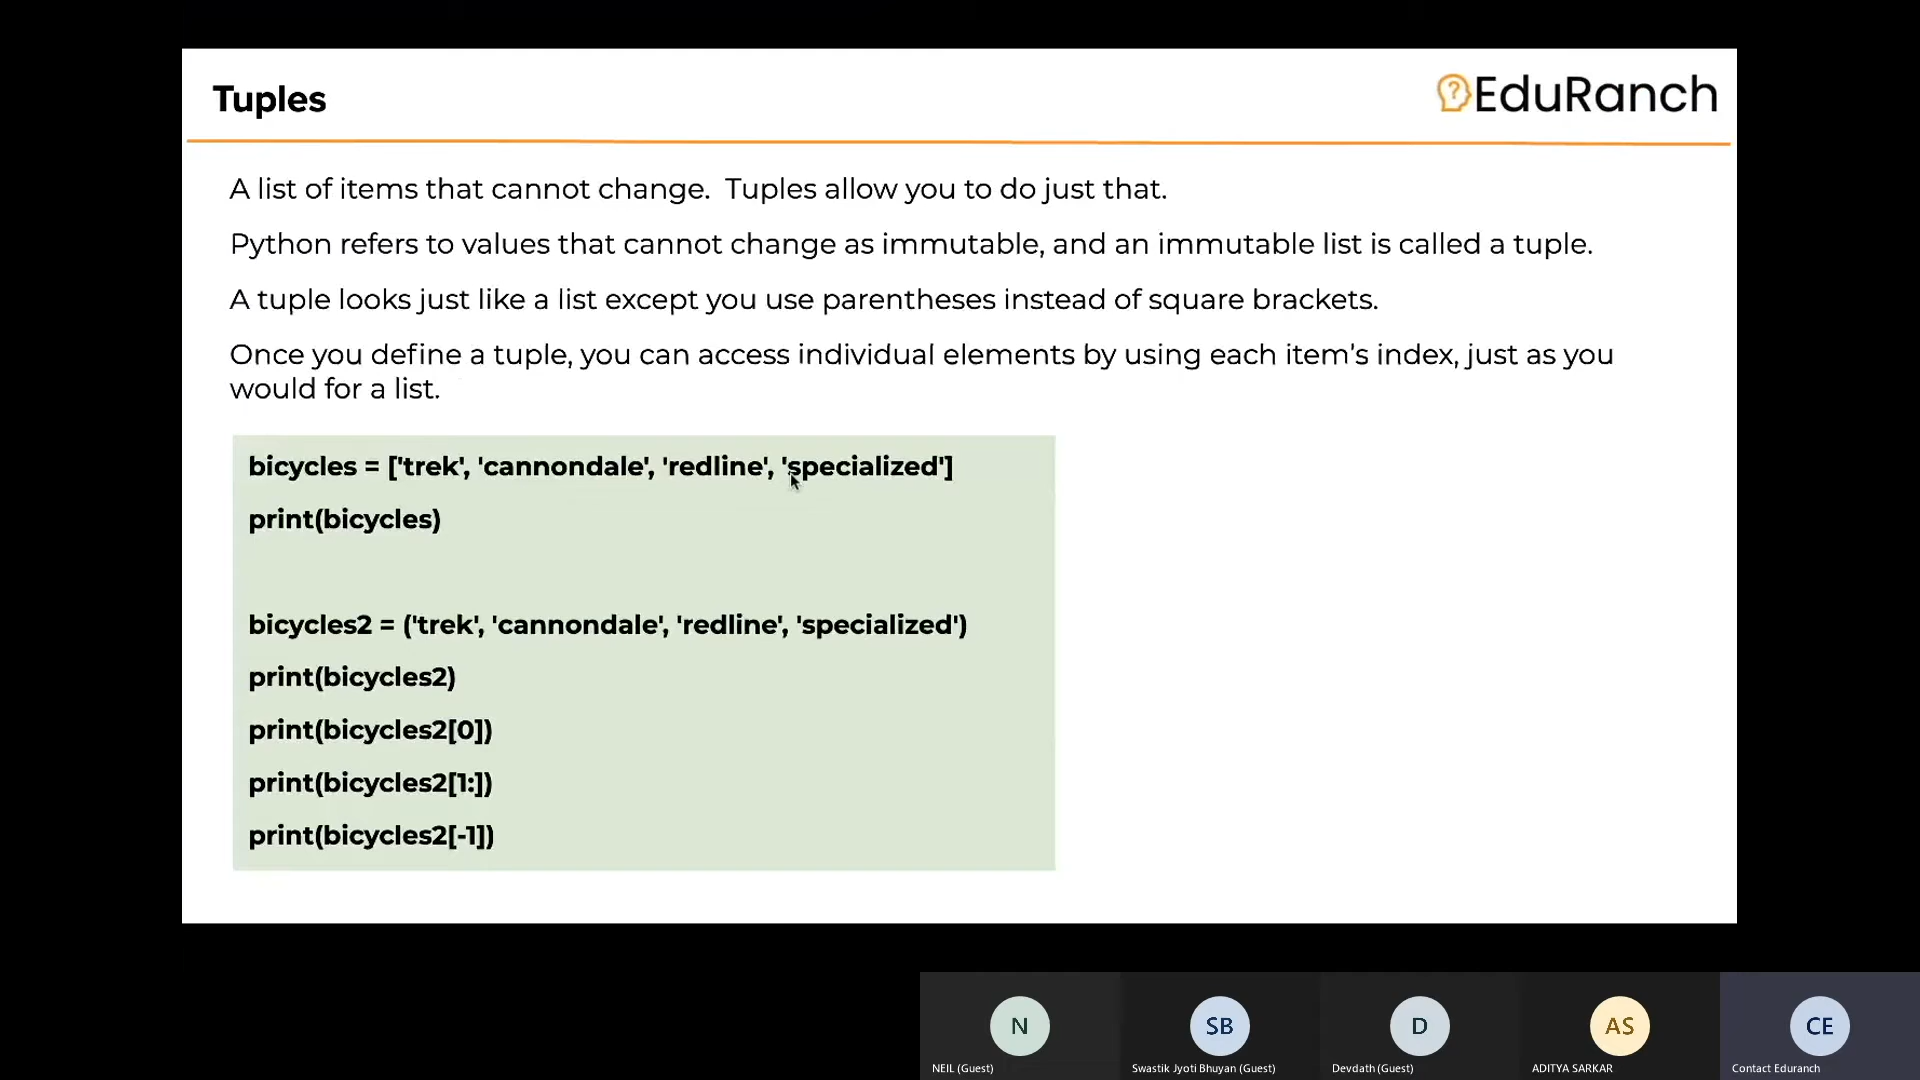 Tuples
EduRanch
A list of items that cannot change.  Tuples allow you to do just that.
Python refers to values that cannot change as immutable, and an immutable list is called a tuple.
A tuple looks just like a list except you use parentheses instead of square brackets.
Once you define a tuple, you can access individual elements by using each item's index, just as you
would for a list.
bicycles = ['trek', 'cannondale', 'redline', 'specialized']
print(bicycles)
bicycles2 = ('trek', 'cannondale', 'redline', 'specialized')
print(bicycles2)
print(bicycles2[0])
print(bicycles2[1:])
print(bicycles2[-1])
N
SB
D
AS
CE
NEIL (Guest)
Swastik Jyoti Bhuyan (Guest)
Devdath (Guest)
ADITYA SARKAR
Contact Eduranch